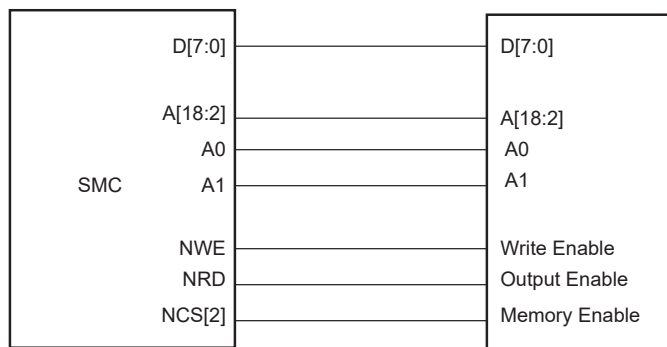 D[7:0] D[7:0]
A[18:2] A[18:2]
A0 A0
SMC A1 A1
NWE Write Enable
NRD Output Enable
NCS[2] Memory Enable